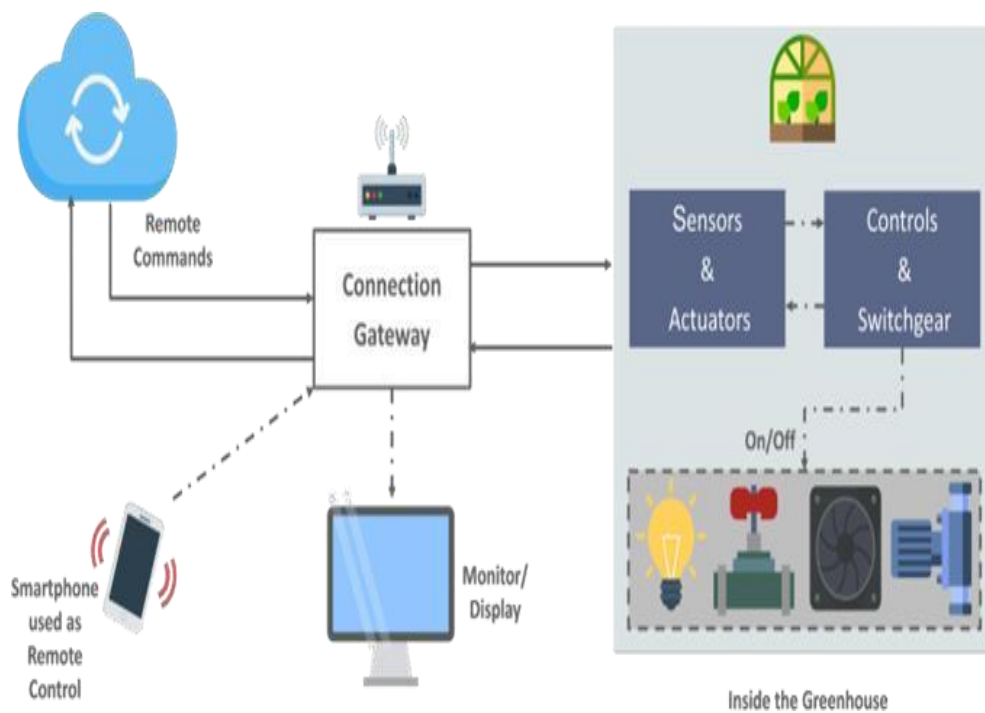 Remote
Commands
Connection
Gateway
Sensors
&
Actuators
Controls
&
Switchgear
On/Off
Smartphone
used as
Remote
Control
Monitor/
Display
Inside the Greenhouse